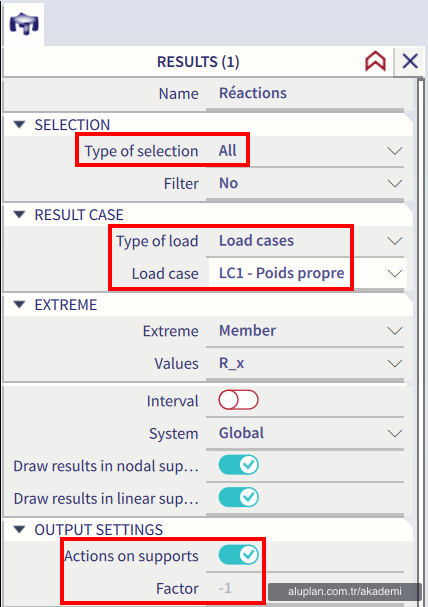 RESULTS (1)
Name Réactions
SELECTION
Type of selection All
Filter No
RESULT CASE
Type of load Load cases
Load case LC1 - Poids propre
EXTREME
Extreme Member
Values R_x
Interval
System Global
Draw results in nodal sup...
Draw results in linear sup...
OUTPUT SETTINGS
Actions on supports
Factor -1
aluplan.com.tr/akademi